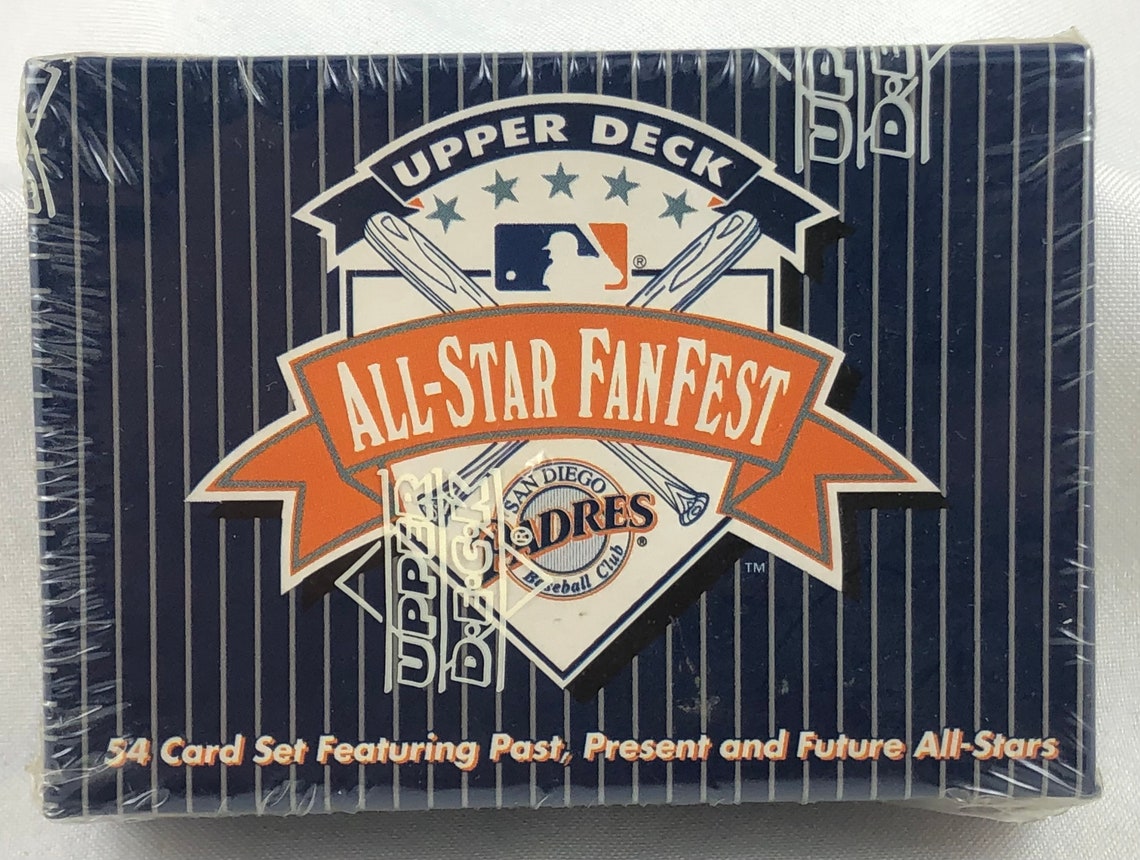 UPPER DECK
®
ALL-STAR FANFEST
SAN DIEGO
PADRES
®
Baseball Club
TM
UPPER
D·E·C·K
®
UPP
D·E
54 Card Set Featuring Past, Present and Future All-Stars